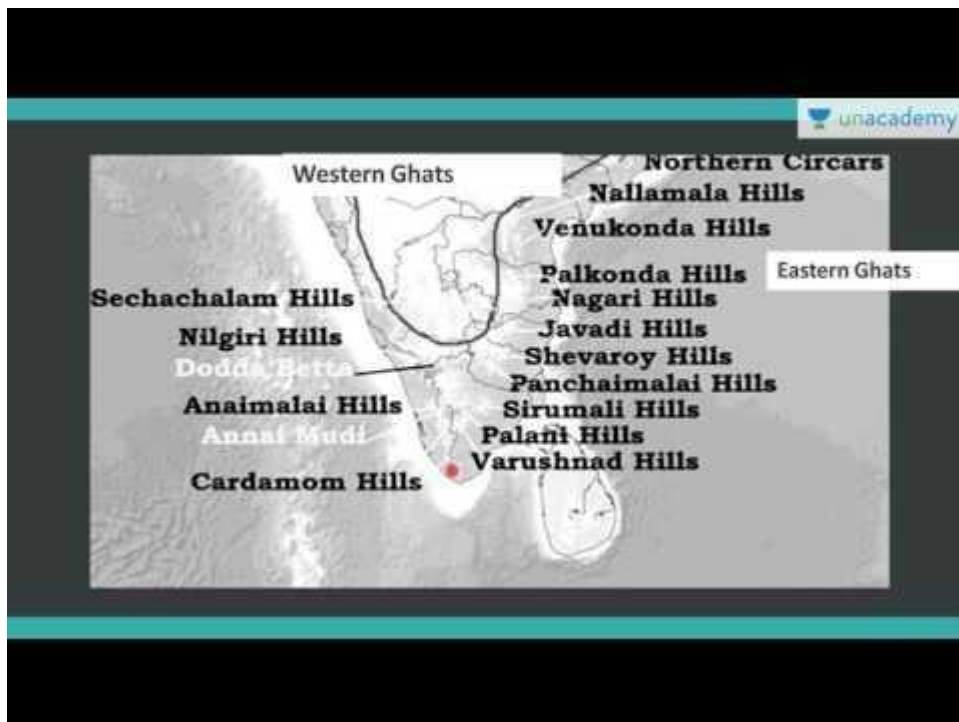 unacademy
Western Ghats
Northern Circars
Nallamala Hills
Venukonda Hills
Palkonda Hills
Eastern Ghats
Nagari Hills
Sechachalam Hills
Javadi Hills
Nilgiri Hills
Shevaroy Hills
Dodda Betta
Panchaimalai Hills
Anaimalai Hills
Sirumali Hills
Annai Mudi
Palani Hills
Varushnad Hills
Cardamom Hills